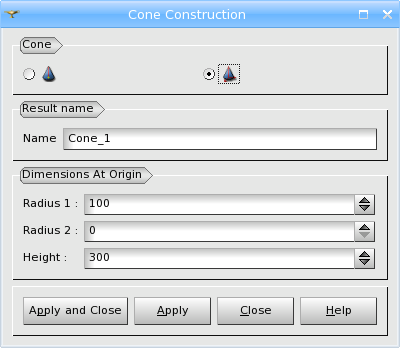 Cone Construction
Cone
Result name
Name Cone_1
Dimensions At Origin
Radius 1 : 100
Radius 2 : 0
Height : 300
Apply and Close Apply Close Help